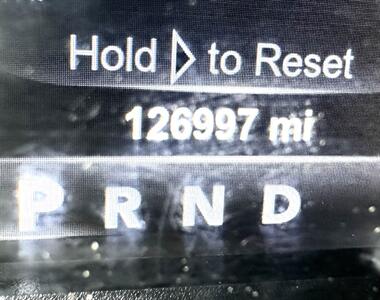 Hold ▷ to Reset
126997 mi
P R N D